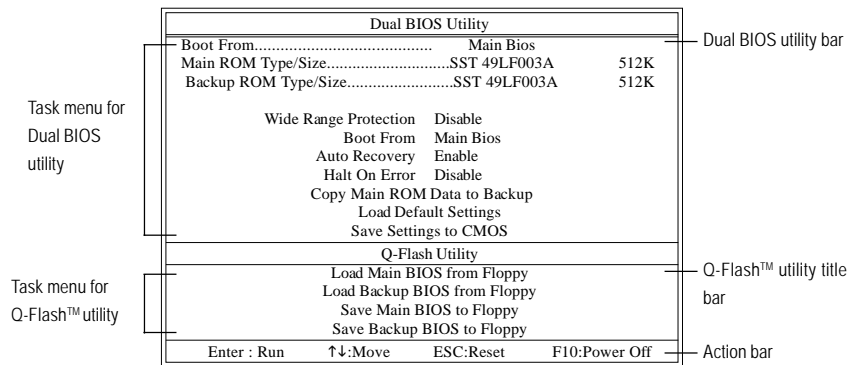 Dual BIOS Utility
Boot From.......................................... Main Bios
Main ROM Type/Size..............................SST 49LF003A 512K
Backup ROM Type/Size..........................SST 49LF003A 512K
Wide Range Protection Disable
Boot From Main Bios
Auto Recovery Enable
Halt On Error Disable
Copy Main ROM Data to Backup
Load Default Settings
Save Settings to CMOS
Q-Flash Utility
Load Main BIOS from Floppy
Load Backup BIOS from Floppy
Save Main BIOS to Floppy
Save Backup BIOS to Floppy
Enter : Run ↑↓:Move ESC:Reset F10:Power Off
Task menu for
Dual BIOS
utility
Task menu for
Q-Flash™ utility
Dual BIOS utility bar
Q-Flash™ utility title
bar
Action bar